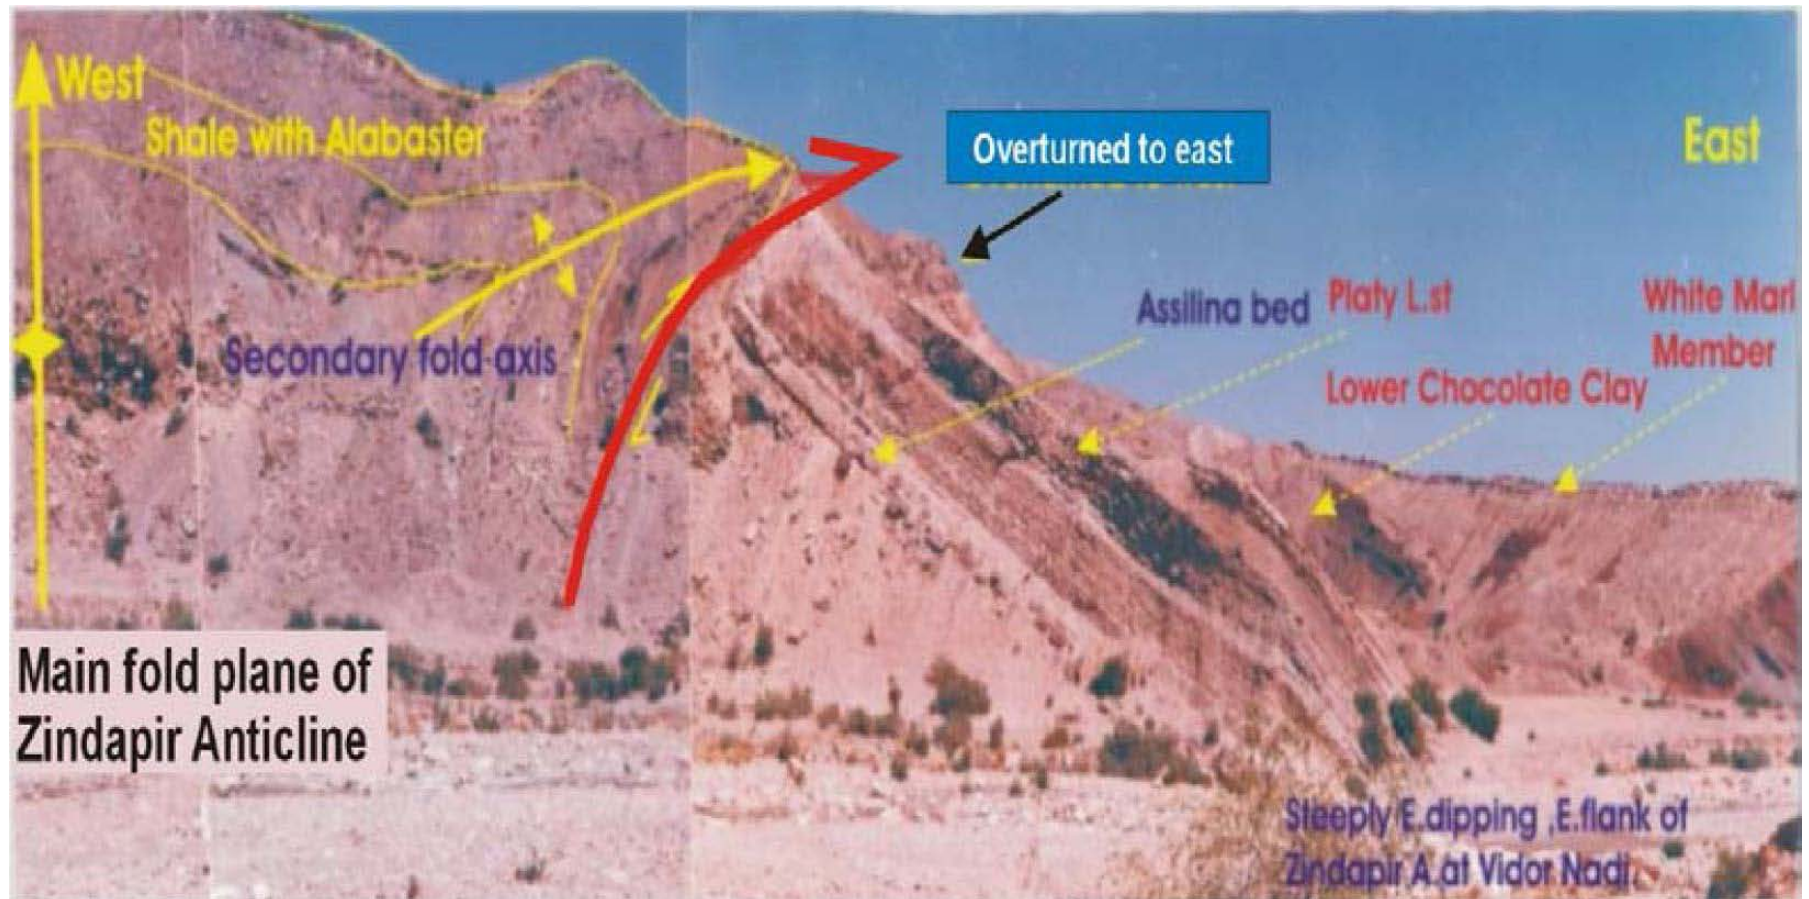 West
Shale with Alabaster
Overturned to east
East
Assilina bed
Platy L.st
White Marl
Member
Secondary fold axis
Lower Chocolate Clay
Main fold plane of
Zindapir Anticline
Steeply E.dipping ,E.flank of
Zindapir A.at Vidor Nadi.